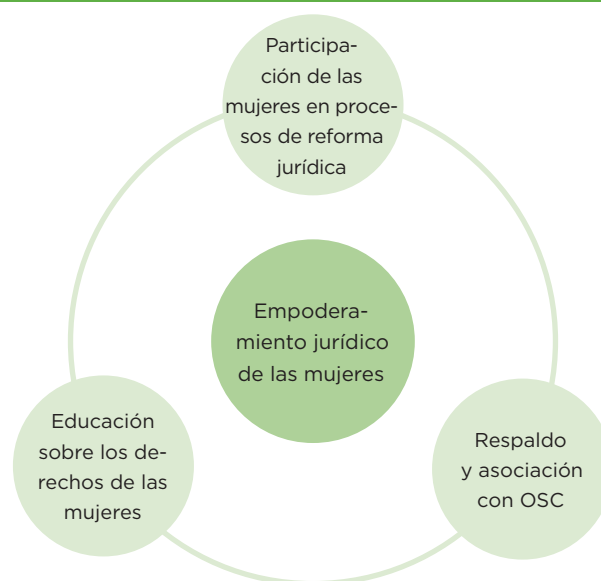 Participa-
ción de las
mujeres en proce-
sos de reforma
jurídica
Empodera-
miento jurídico
de las mujeres
Educación
sobre los de-
rechos de las
mujeres
Respaldo
y asociación
con OSC